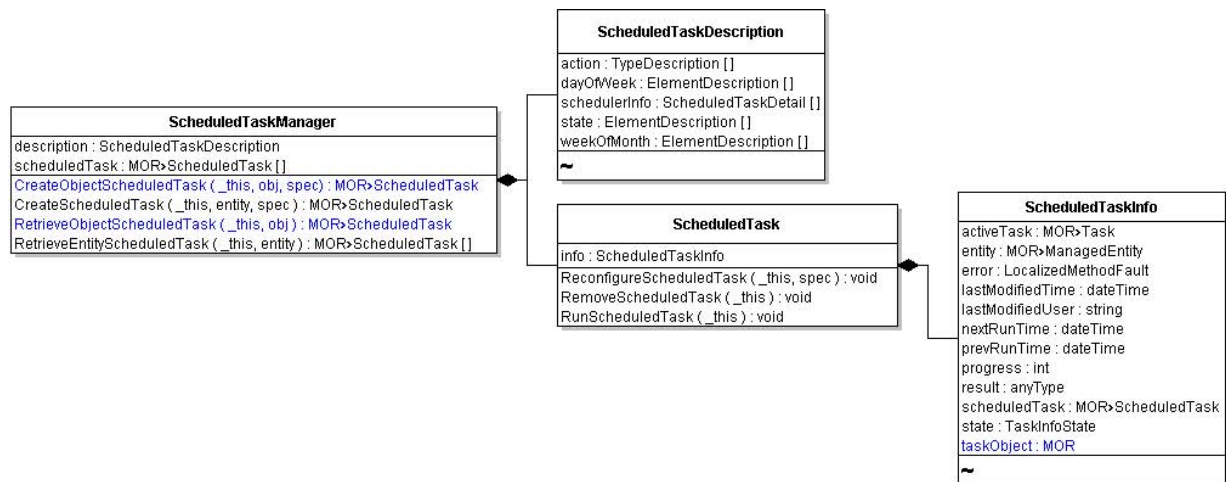 ScheduledTaskDescription
action : TypeDescription [ ]
dayOfWeek : ElementDescription [ ]
schedulerInfo : ScheduledTaskDetail [ ]
state : ElementDescription [ ]
weekOfMonth : ElementDescription [ ]
~
ScheduledTaskManager
description : ScheduledTaskDescription
scheduledTask : MOR>ScheduledTask [ ]
CreateObjectScheduledTask ( _this, obj, spec) : MOR>ScheduledTask
CreateScheduledTask ( _this, entity, spec ) : MOR>ScheduledTask
RetrieveObjectScheduledTask ( _this, obj ) : MOR>ScheduledTask
RetrieveEntityScheduledTask ( _this, entity ) : MOR>ScheduledTask [ ]
ScheduledTask
info : ScheduledTaskInfo
ReconfigureScheduledTask ( _this, spec ) : void
RemoveScheduledTask ( _this ) : void
RunScheduledTask ( _this ) : void
ScheduledTaskInfo
activeTask : MOR>Task
entity : MOR>ManagedEntity
error : LocalizedMethodFault
lastModifiedTime : dateTime
lastModifiedUser : string
nextRunTime : dateTime
prevRunTime : dateTime
progress : int
result : anyType
scheduledTask : MOR>ScheduledTask
state : TaskInfoState
taskObject : MOR
~